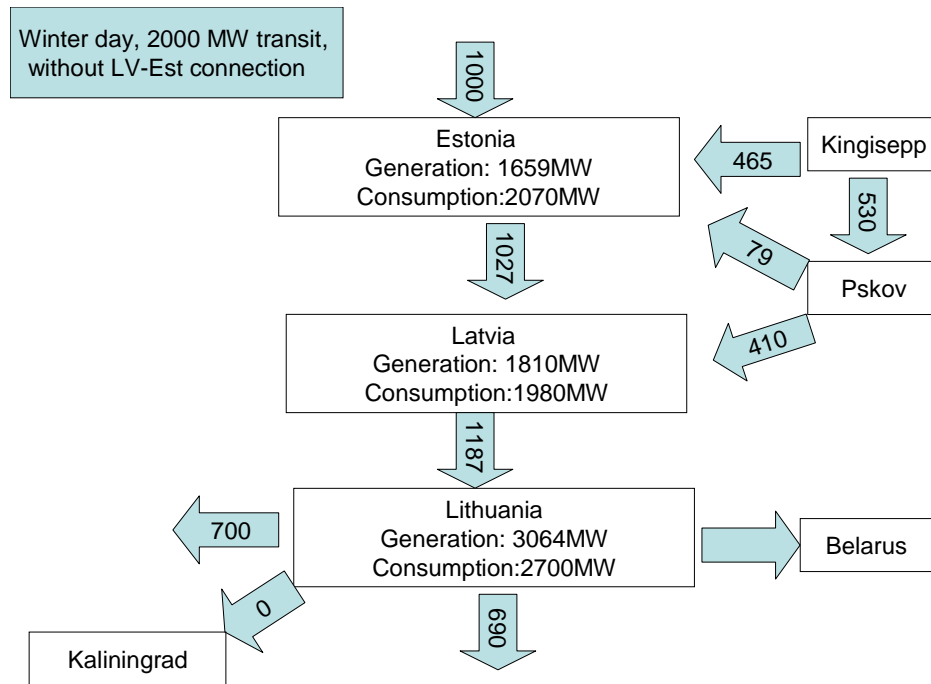 Winter day, 2000 MW transit,
without LV-Est connection
1000
Estonia
Generation: 1659MW
Consumption:2070MW
465
Kingisepp
530
79
Pskov
1027
410
Latvia
Generation: 1810MW
Consumption:1980MW
1187
Lithuania
Generation: 3064MW
Consumption:2700MW
700
Belarus
0
690
Kaliningrad